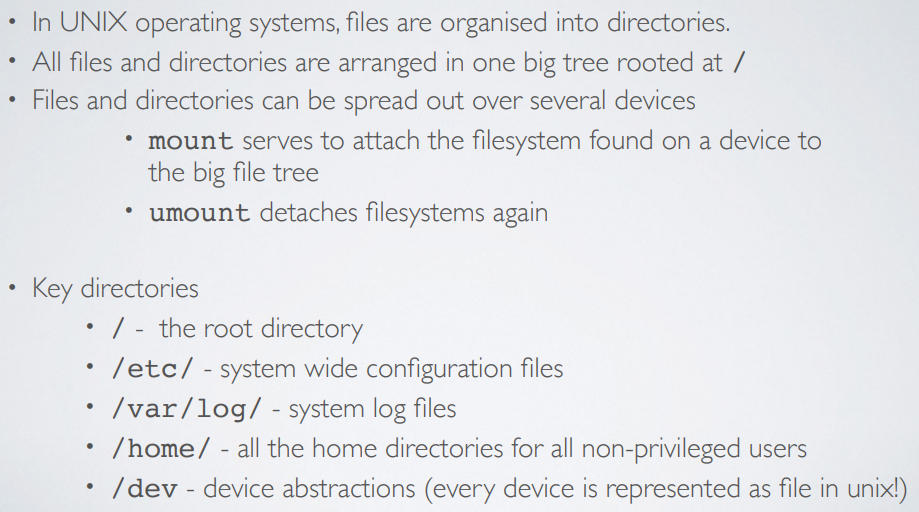 • In UNIX operating systems, files are organised into directories.
• All files and directories are arranged in one big tree rooted at /
• Files and directories can be spread out over several devices
• mount serves to attach the filesystem found on a device to
the big file tree
• umount detaches filesystems again
• Key directories
• / - the root directory
• /etc/ - system wide configuration files
• /var/log/ - system log files
• /home/ - all the home directories for all non-privileged users
• /dev - device abstractions (every device is represented as file in unix!)